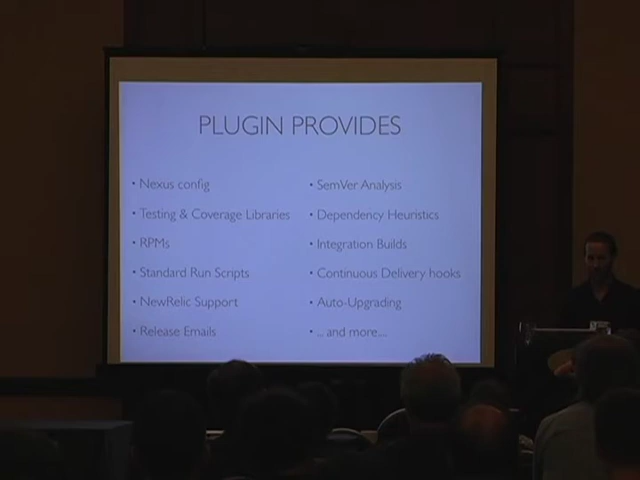 PLUGIN PROVIDES
• Nexus config
• Testing & Coverage Libraries
• RPMs
• Standard Run Scripts
• NewRelic Support
• Release Emails
• SemVer Analysis
• Dependency Heuristics
• Integration Builds
• Continuous Delivery hooks
• Auto-Upgrading
• ... and more....